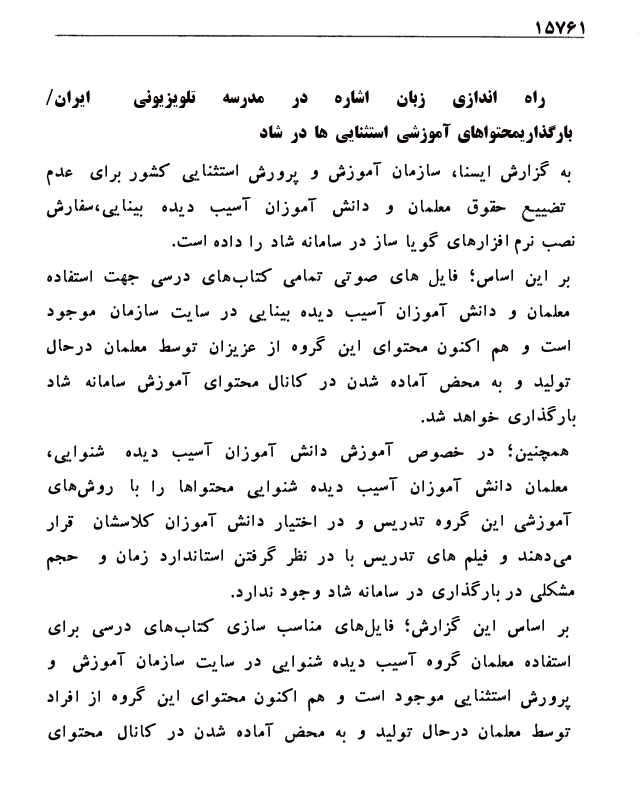 ۱۵۷۶۱
راه اندازی زبان اشاره در مدرسه تلویزیونی ایران/
بارگذاریمحتواهای آموزشی استثنایی ها در شاد
به گزارش ایسنا، سازمان آموزش و پرورش استثنایی کشور برای عدم
تضییع حقوق معلمان و دانش آموزان آسیب دیده بینایی،سفارش
نصب نرم افزارهای گویا ساز در سامانه شاد را داده است.
بر این اساس؛ فایل های صوتی تمامی کتاب‌های درسی جهت استفاده
معلمان و دانش آموزان آسیب دیده بینایی در سایت سازمان موجود
است و هم اکنون محتوای این گروه از عزیزان توسط معلمان درحال
تولید و به محض آماده شدن در کانال محتوای آموزش سامانه شاد
بارگذاری خواهد شد.
همچنین؛ در خصوص آموزش دانش آموزان آسیب دیده شنوایی،
معلمان دانش آموزان آسیب دیده شنوایی محتواها را با روش‌های
آموزشی این گروه تدریس و در اختیار دانش آموزان کلاسشان قرار
می‌دهند و فیلم های تدریس با در نظر گرفتن استاندارد زمان و حجم
مشکلی در بارگذاری در سامانه شاد وجود ندارد.
بر اساس این گزارش؛ فایل‌های مناسب سازی کتاب‌های درسی برای
استفاده معلمان گروه آسیب دیده شنوایی در سایت سازمان آموزش و
پرورش استثنایی موجود است و هم اکنون محتوای این گروه از افراد
توسط معلمان درحال تولید و به محض آماده شدن در کانال محتوای